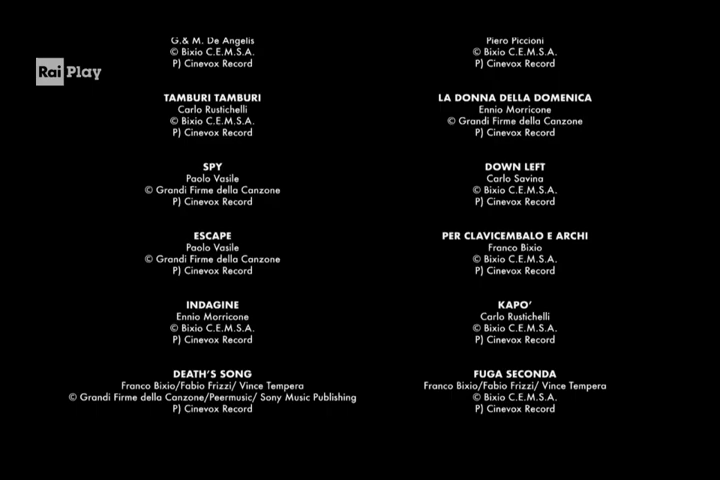 G.& M. De Angelis
© Bixio C.E.M.S.A.
P) Cinevox Record
Rai Play
TAMBURI TAMBURI
Carlo Rustichelli
© Bixio C.E.M.S.A.
P) Cinevox Record
SPY
Paolo Vasile
© Grandi Firme della Canzone
P) Cinevox Record
ESCAPE
Paolo Vasile
© Grandi Firme della Canzone
P) Cinevox Record
INDAGINE
Ennio Morricone
© Bixio C.E.M.S.A.
P) Cinevox Record
DEATH'S SONG
Franco Bixio/Fabio Frizzi/ Vince Tempera
© Grandi Firme della Canzone/Peermusic/ Sony Music Publishing
P) Cinevox Record
Piero Piccioni
© Bixio C.E.M.S.A.
P) Cinevox Record
LA DONNA DELLA DOMENICA
Ennio Morricone
© Grandi Firme della Canzone
P) Cinevox Record
DOWN LEFT
Carlo Savina
© Bixio C.E.M.S.A.
P) Cinevox Record
PER CLAVICEMBALO E ARCHI
Franco Bixio
© Bixio C.E.M.S.A.
P) Cinevox Record
KAPO'
Carlo Rustichelli
© Bixio C.E.M.S.A.
P) Cinevox Record
FUGA SECONDA
Franco Bixio/Fabio Frizzi/ Vince Tempera
© Bixio C.E.M.S.A.
P) Cinevox Record